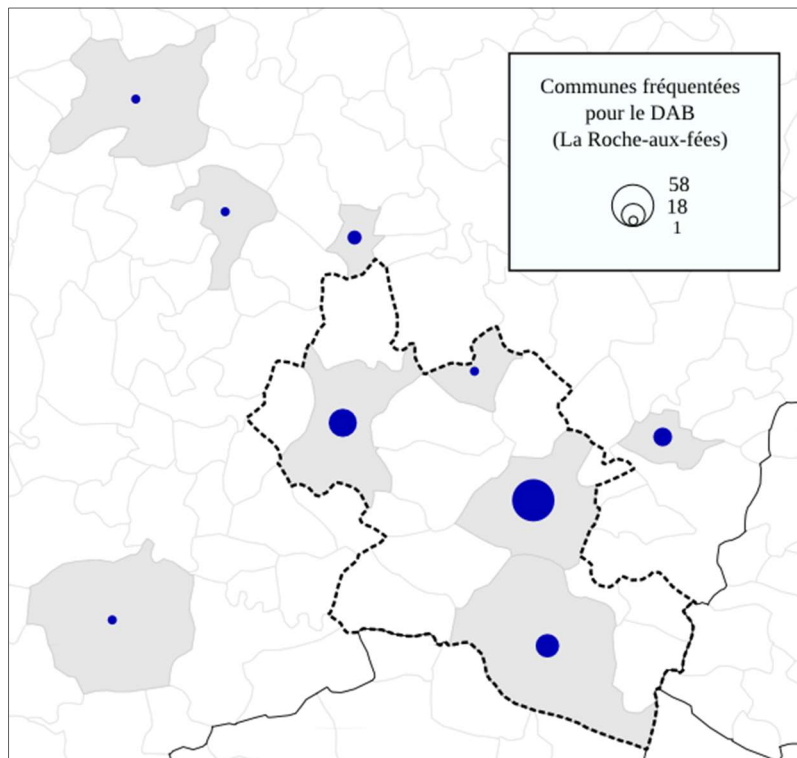 Communes fréquentées
pour le DAB
(La Roche-aux-fées)
58
18
1